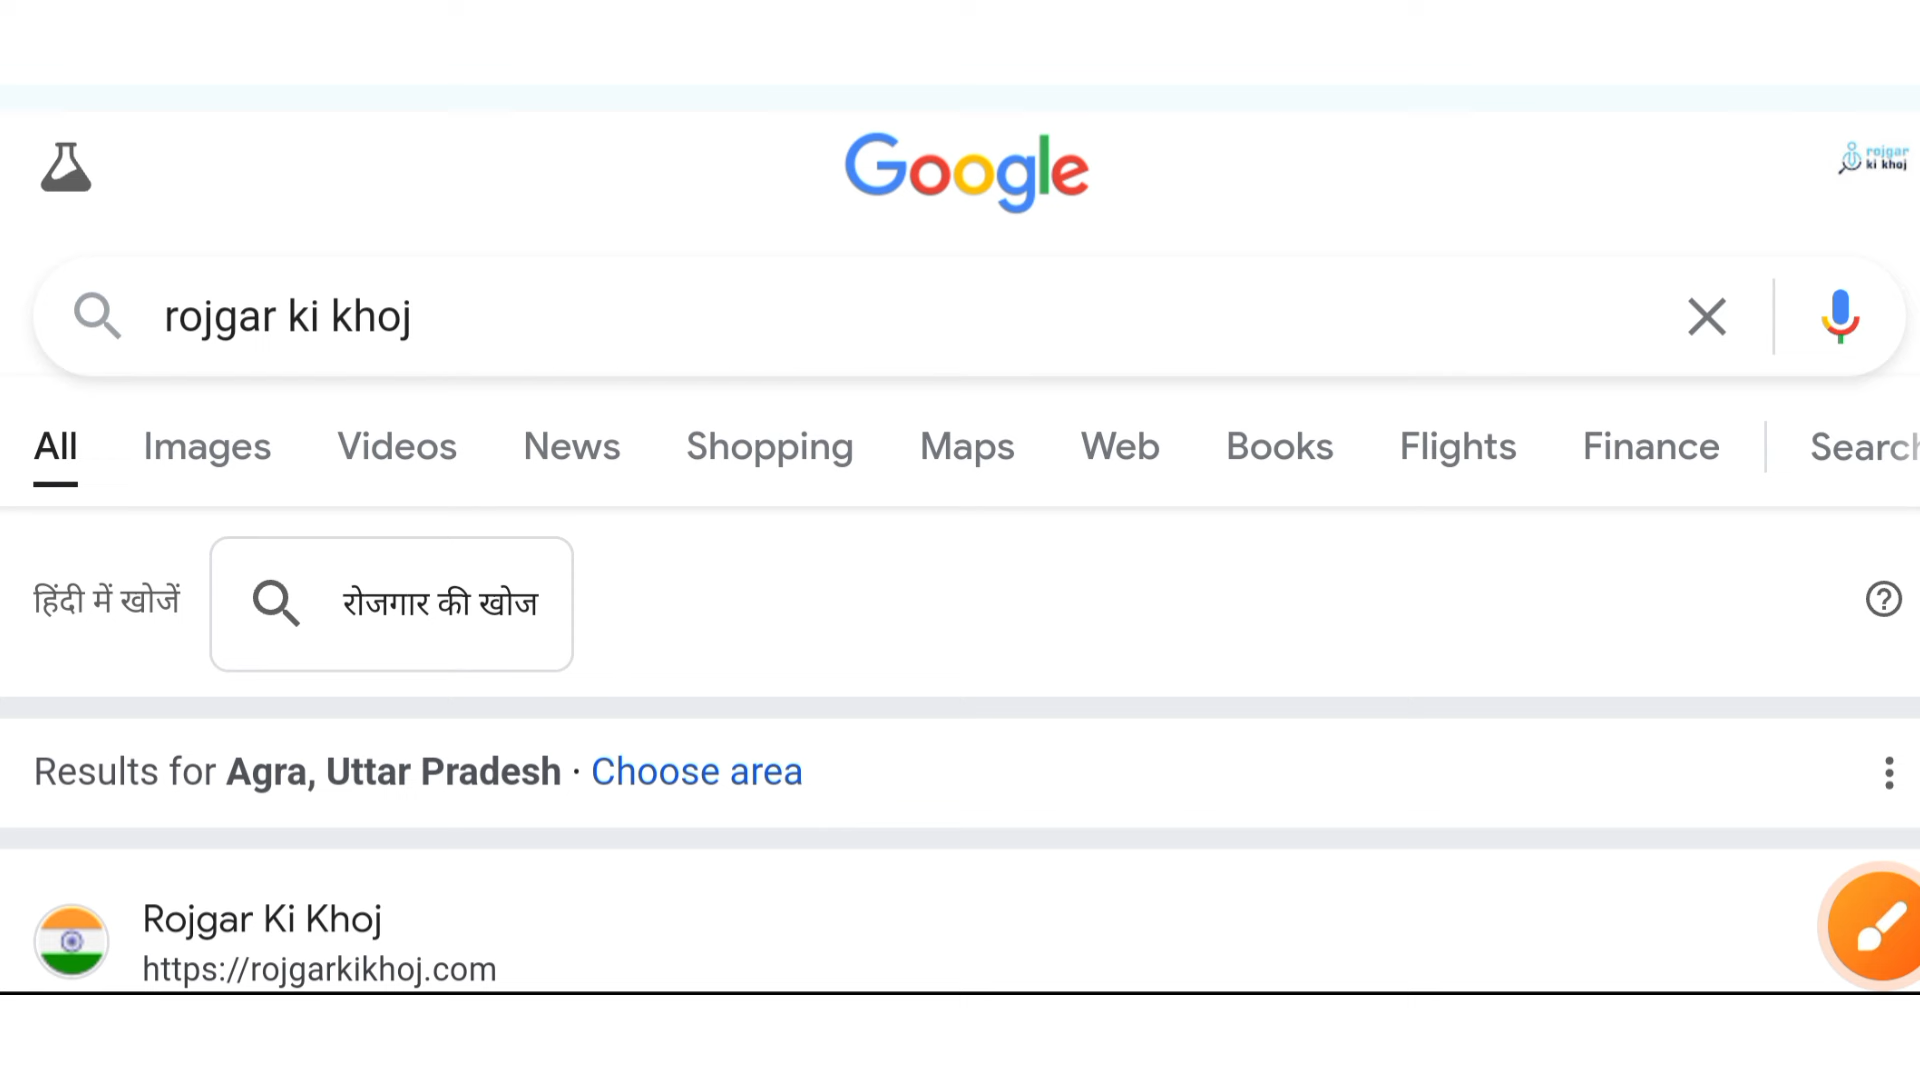 Google
rojgar
ki khoj
rojgar ki khoj
All Images Videos News Shopping Maps Web Books Flights Finance Search
हिंदी में खोजें रोजगार की खोज
Results for Agra, Uttar Pradesh · Choose area
Rojgar Ki Khoj
https://rojgarkikhoj.com